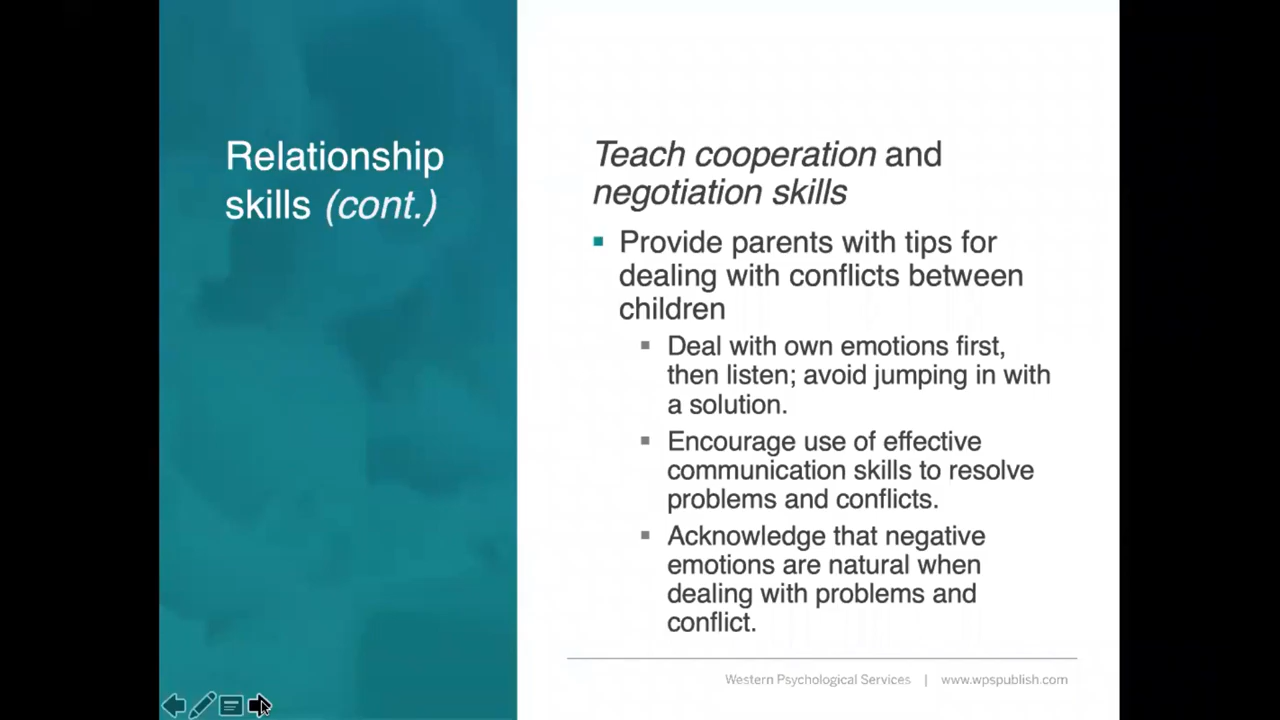 Relationship
skills (cont.)
Teach cooperation and
negotiation skills
Provide parents with tips for
dealing with conflicts between
children
Deal with own emotions first,
then listen; avoid jumping in with
a solution.
Encourage use of effective
communication skills to resolve
problems and conflicts.
Acknowledge that negative
emotions are natural when
dealing with problems and
conflict.
Western Psychological Services | www.wpspublish.com